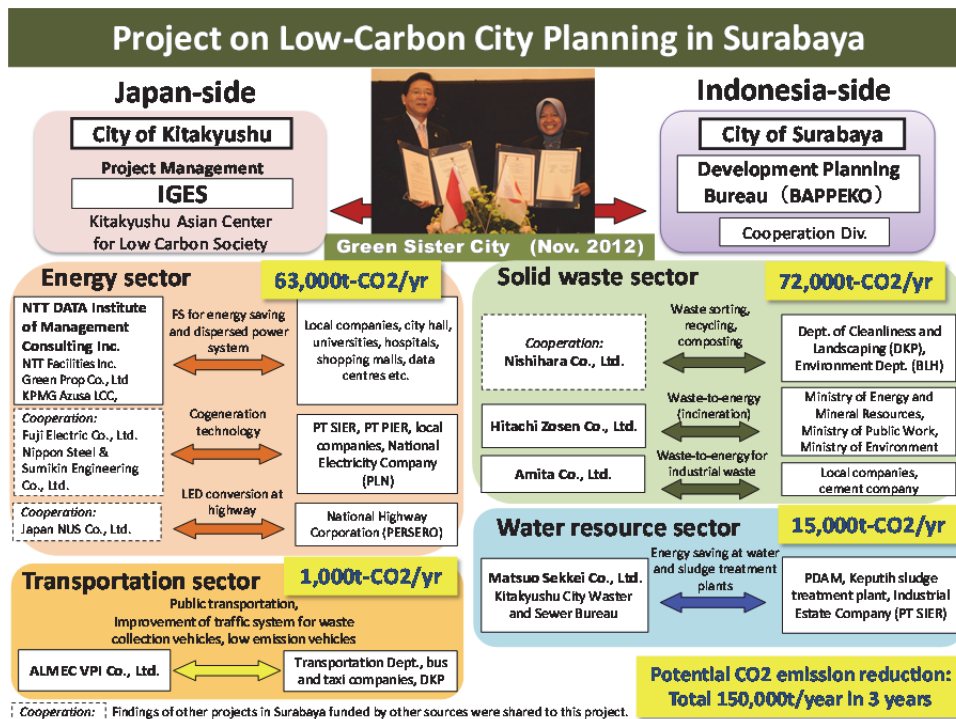 Project on Low-Carbon City Planning in Surabaya
Japan-side
City of Kitakyushu
Project Management
IGES
Kitakyushu Asian Center
for Low Carbon Society
Indonesia-side
City of Surabaya
Development Planning
Bureau（BAPPEKO）
Cooperation Div.
Green Sister City (Nov. 2012)
Energy sector
63,000t-CO2/yr
NTT DATA Institute
of Management
Consulting Inc.
NTT Facilities Inc.
Green Prop Co., Ltd
KPMG Azusa LCC,
FS for energy saving
and dispersed power
system
Local companies, city hall,
universities, hospitals,
shopping malls, data
centres etc.
Cooperation:
Fuji Electric Co., Ltd.
Nippon Steel &
Sumikin Engineering
Co., Ltd.
Cogeneration
technology
PT SIER, PT PIER, local
companies, National
Electricity Company
(PLN)
Cooperation:
Japan NUS Co., Ltd.
LED conversion at
highway
National Highway
Corporation (PERSERO)
Solid waste sector
72,000t-CO2/yr
Cooperation:
Nishihara Co., Ltd.
Waste sorting,
recycling,
composting
Dept. of Cleanliness and
Landscaping (DKP),
Environment Dept. (BLH)
Hitachi Zosen Co., Ltd.
Waste-to-energy
(incineration)
Ministry of Energy and
Mineral Resources,
Ministry of Public Work,
Ministry of Environment
Amita Co., Ltd.
Waste-to-energy for
industrial waste
Local companies,
cement company
Transportation sector
1,000t-CO2/yr
Public transportation,
Improvement of traffic system for waste
collection vehicles, low emission vehicles
ALMEC VPI Co., Ltd.
Transportation Dept., bus
and taxi companies, DKP
Water resource sector
15,000t-CO2/yr
Matsuo Sekkei Co., Ltd.
Kitakyushu City Waster
and Sewer Bureau
Energy saving at water
and sludge treatment
plants
PDAM, Keputih sludge
treatment plant, Industrial
Estate Company (PT SIER)
Potential CO2 emission reduction:
Total 150,000t/year in 3 years
Cooperation: Findings of other projects in Surabaya funded by other sources were shared to this project.